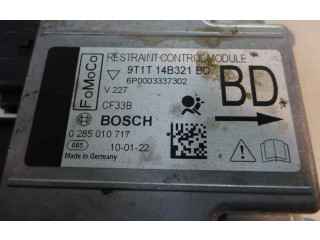 FoMoCo
RESTRAINT CONTROL MODULE
9T1T 14B321 BD
6P0003337302
V 227
CF33B
BOSCH
0 285 010 717
085 10-01-22
Made in Germany
BD